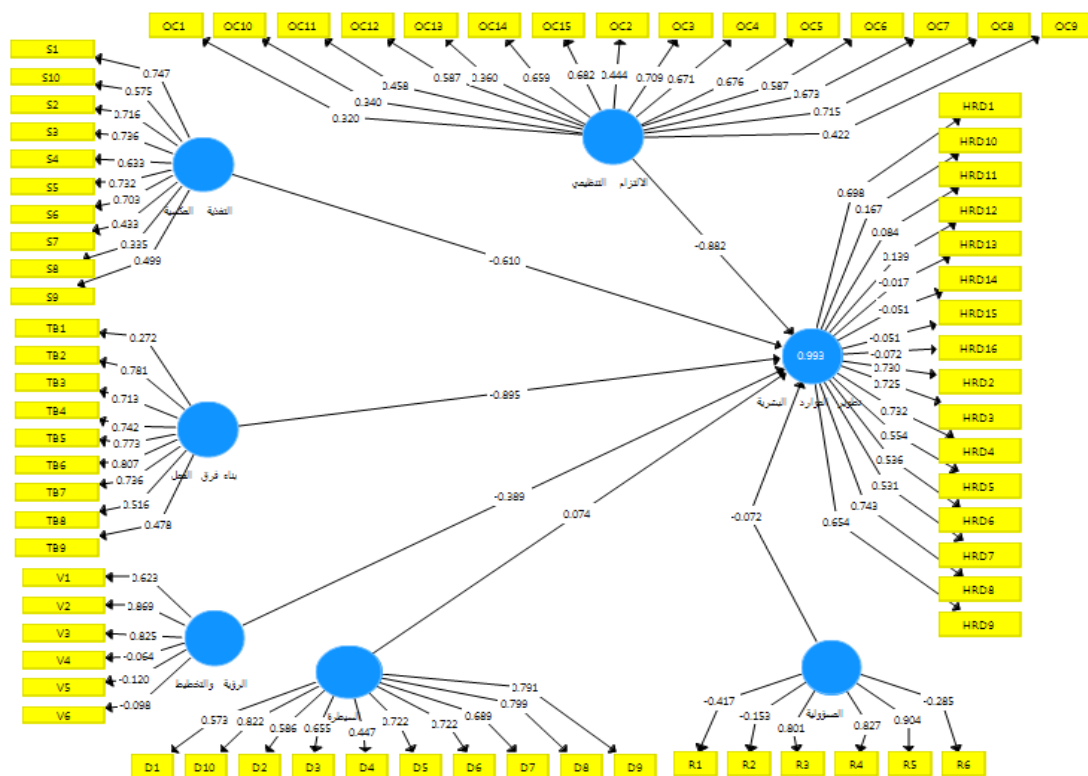 OC1 OC10 OC11 OC12 OC13 OC14 OC15 OC2 OC3 OC4 OC5 OC6 OC7 OC8 OC9
0.320 0.340 0.458 0.587 0.360 0.659 0.682 0.444 0.709 0.671 0.676 0.587 0.673 0.715 0.422
الالتزام التنظيمي
S1 0.747
S10 0.575
S2 0.716
S3 0.736
S4 0.633
S5 0.732
S6 0.703
S7 0.433
S8 0.335
S9 0.499
التغذية العكسية
-0.610
-0.882
HRD1 0.698
HRD10 0.167
HRD11 0.084
HRD12 0.139
HRD13 -0.017
HRD14 -0.051
HRD15 -0.051
HRD16 -0.072
HRD2 0.730
HRD3 0.725
HRD4 0.732
HRD5 0.554
HRD6 0.536
HRD7 0.531
HRD8 0.743
HRD9 0.654
0.993
تطوير الموارد البشرية
TB1 0.272
TB2 0.781
TB3 0.713
TB4 0.742
TB5 0.773
TB6 0.807
TB7 0.736
TB8 0.516
TB9 0.478
بناء فرق العمل
-0.895
-0.389
0.074
-0.072
V1 0.623
V2 0.869
V3 0.825
V4 -0.064
V5 -0.120
V6 -0.098
الرؤية والتخطيط
السيطرة
0.573 0.822 0.586 0.655 0.447 0.722 0.722 0.689 0.799 0.791
D1 D10 D2 D3 D4 D5 D6 D7 D8 D9
المسؤولية
-0.417 -0.153 0.801 0.827 0.904 -0.285
R1 R2 R3 R4 R5 R6